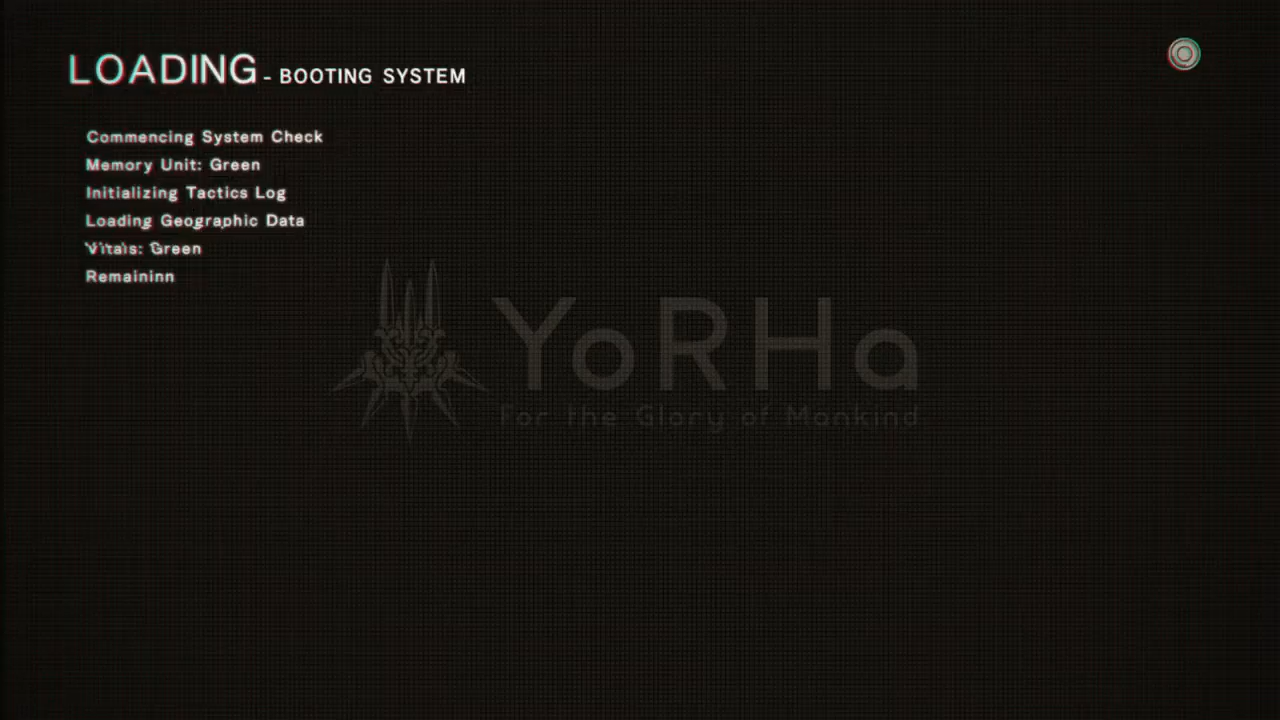 LOADING - BOOTING SYSTEM
Commencing System Check
Memory Unit: Green
Initializing Tactics Log
Loading Geographic Data
Vitals: Green
Remaininn
YoRHa
For the Glory of Mankind